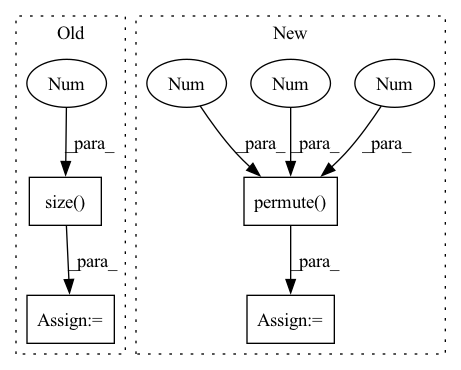 Old
New
Num
Num
Num
Num
_para_
_para_
_para_
_para_
size()
permute()
_para_
_para_
Assign:=
Assign:=